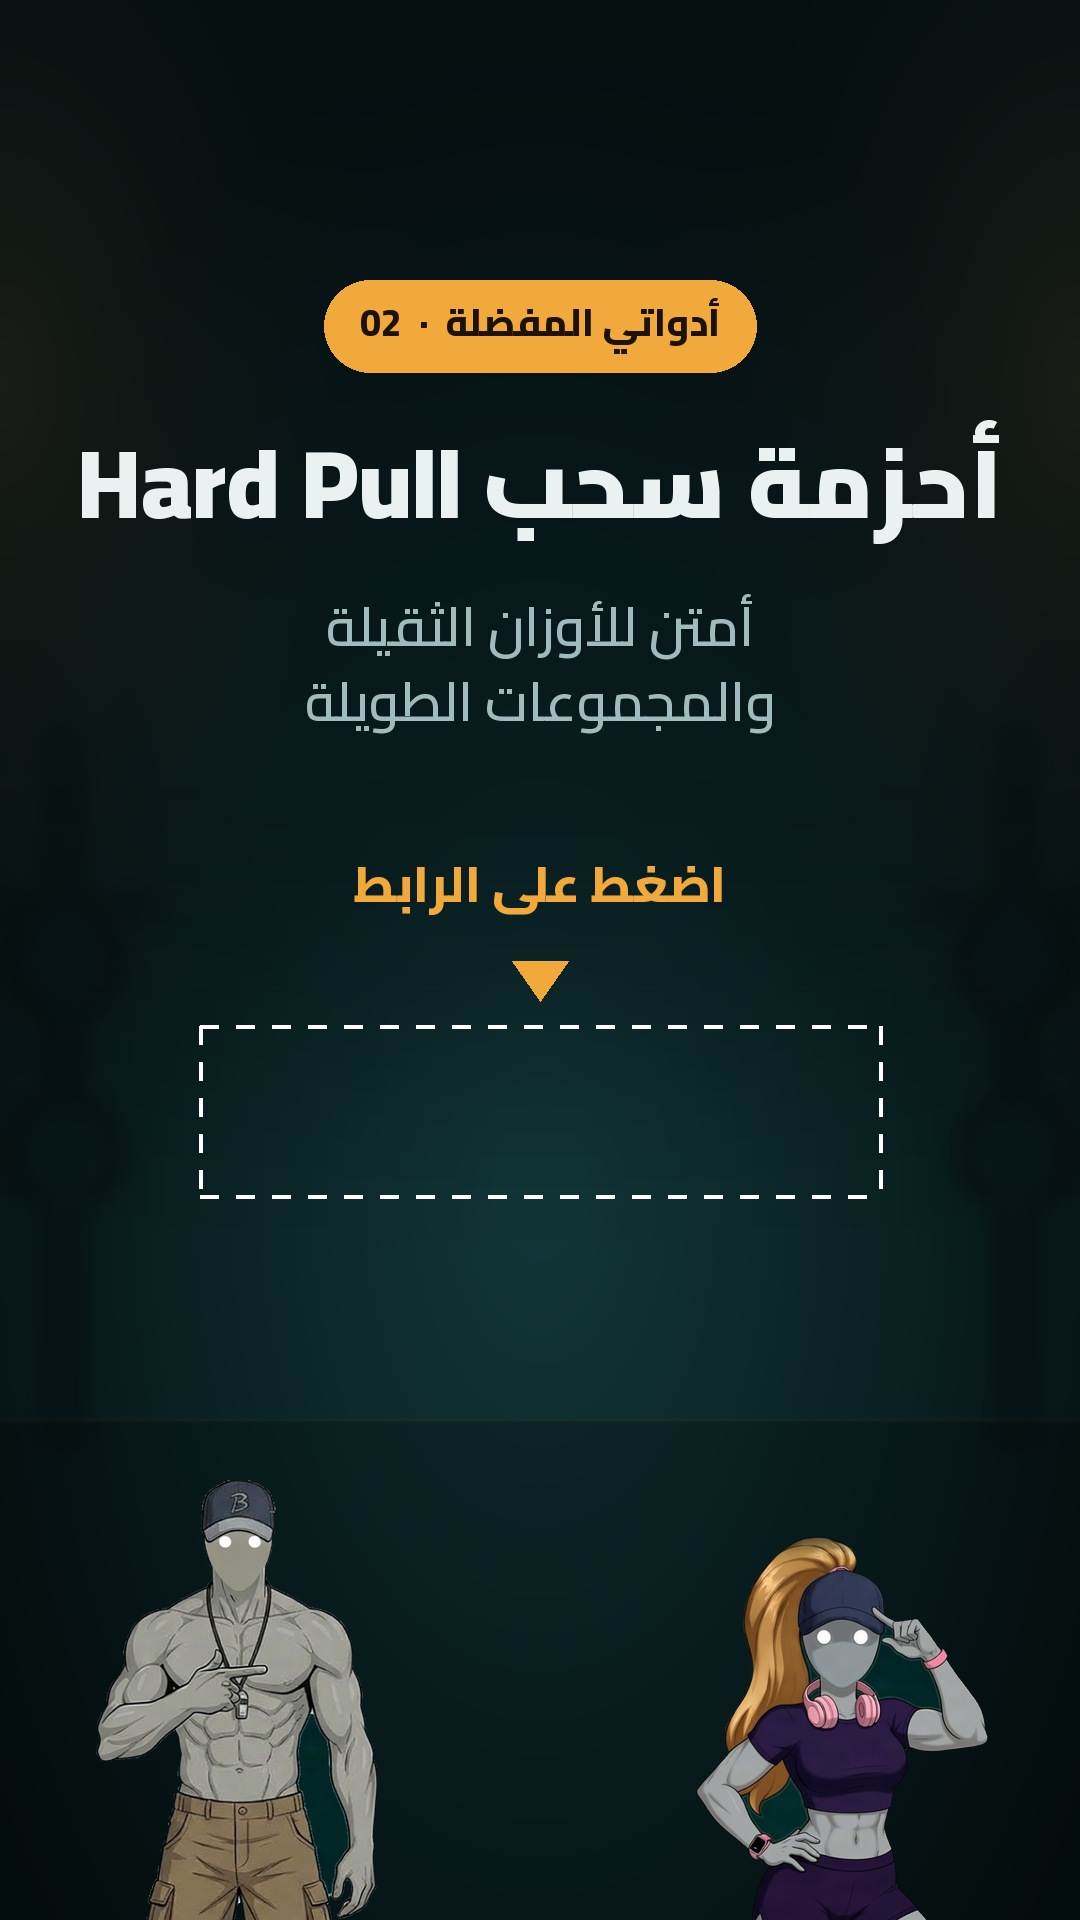 أدواتي المفضلة · 02
أحزمة سحب Hard Pull
أمتن للأوزان الثقيلة
والمجموعات الطويلة
اضغط على الرابط
B